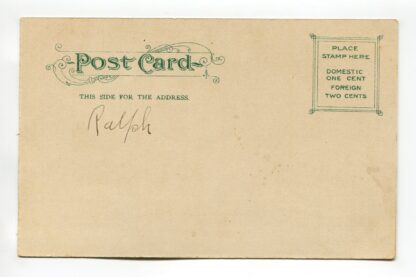 Post Card
THIS SIDE FOR THE ADDRESS.
PLACE
STAMP HERE
DOMESTIC
ONE CENT
FOREIGN
TWO CENTS
Ralph